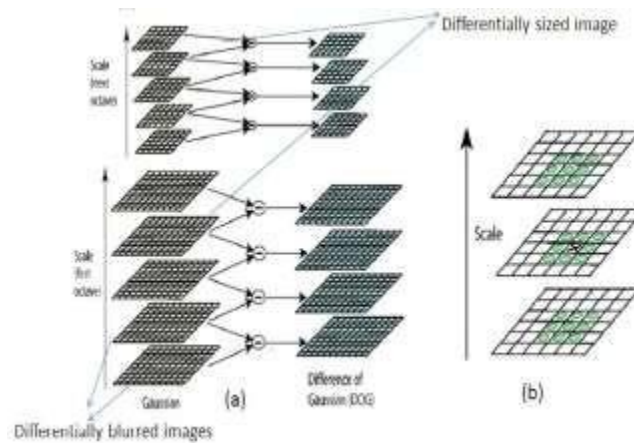 Differentially sized image
Scale
(next
octave)
Scale
(first
octave)
Scale
Gaussian
(a)
Difference of
Gaussian (DOG)
(b)
Differentially blurred images